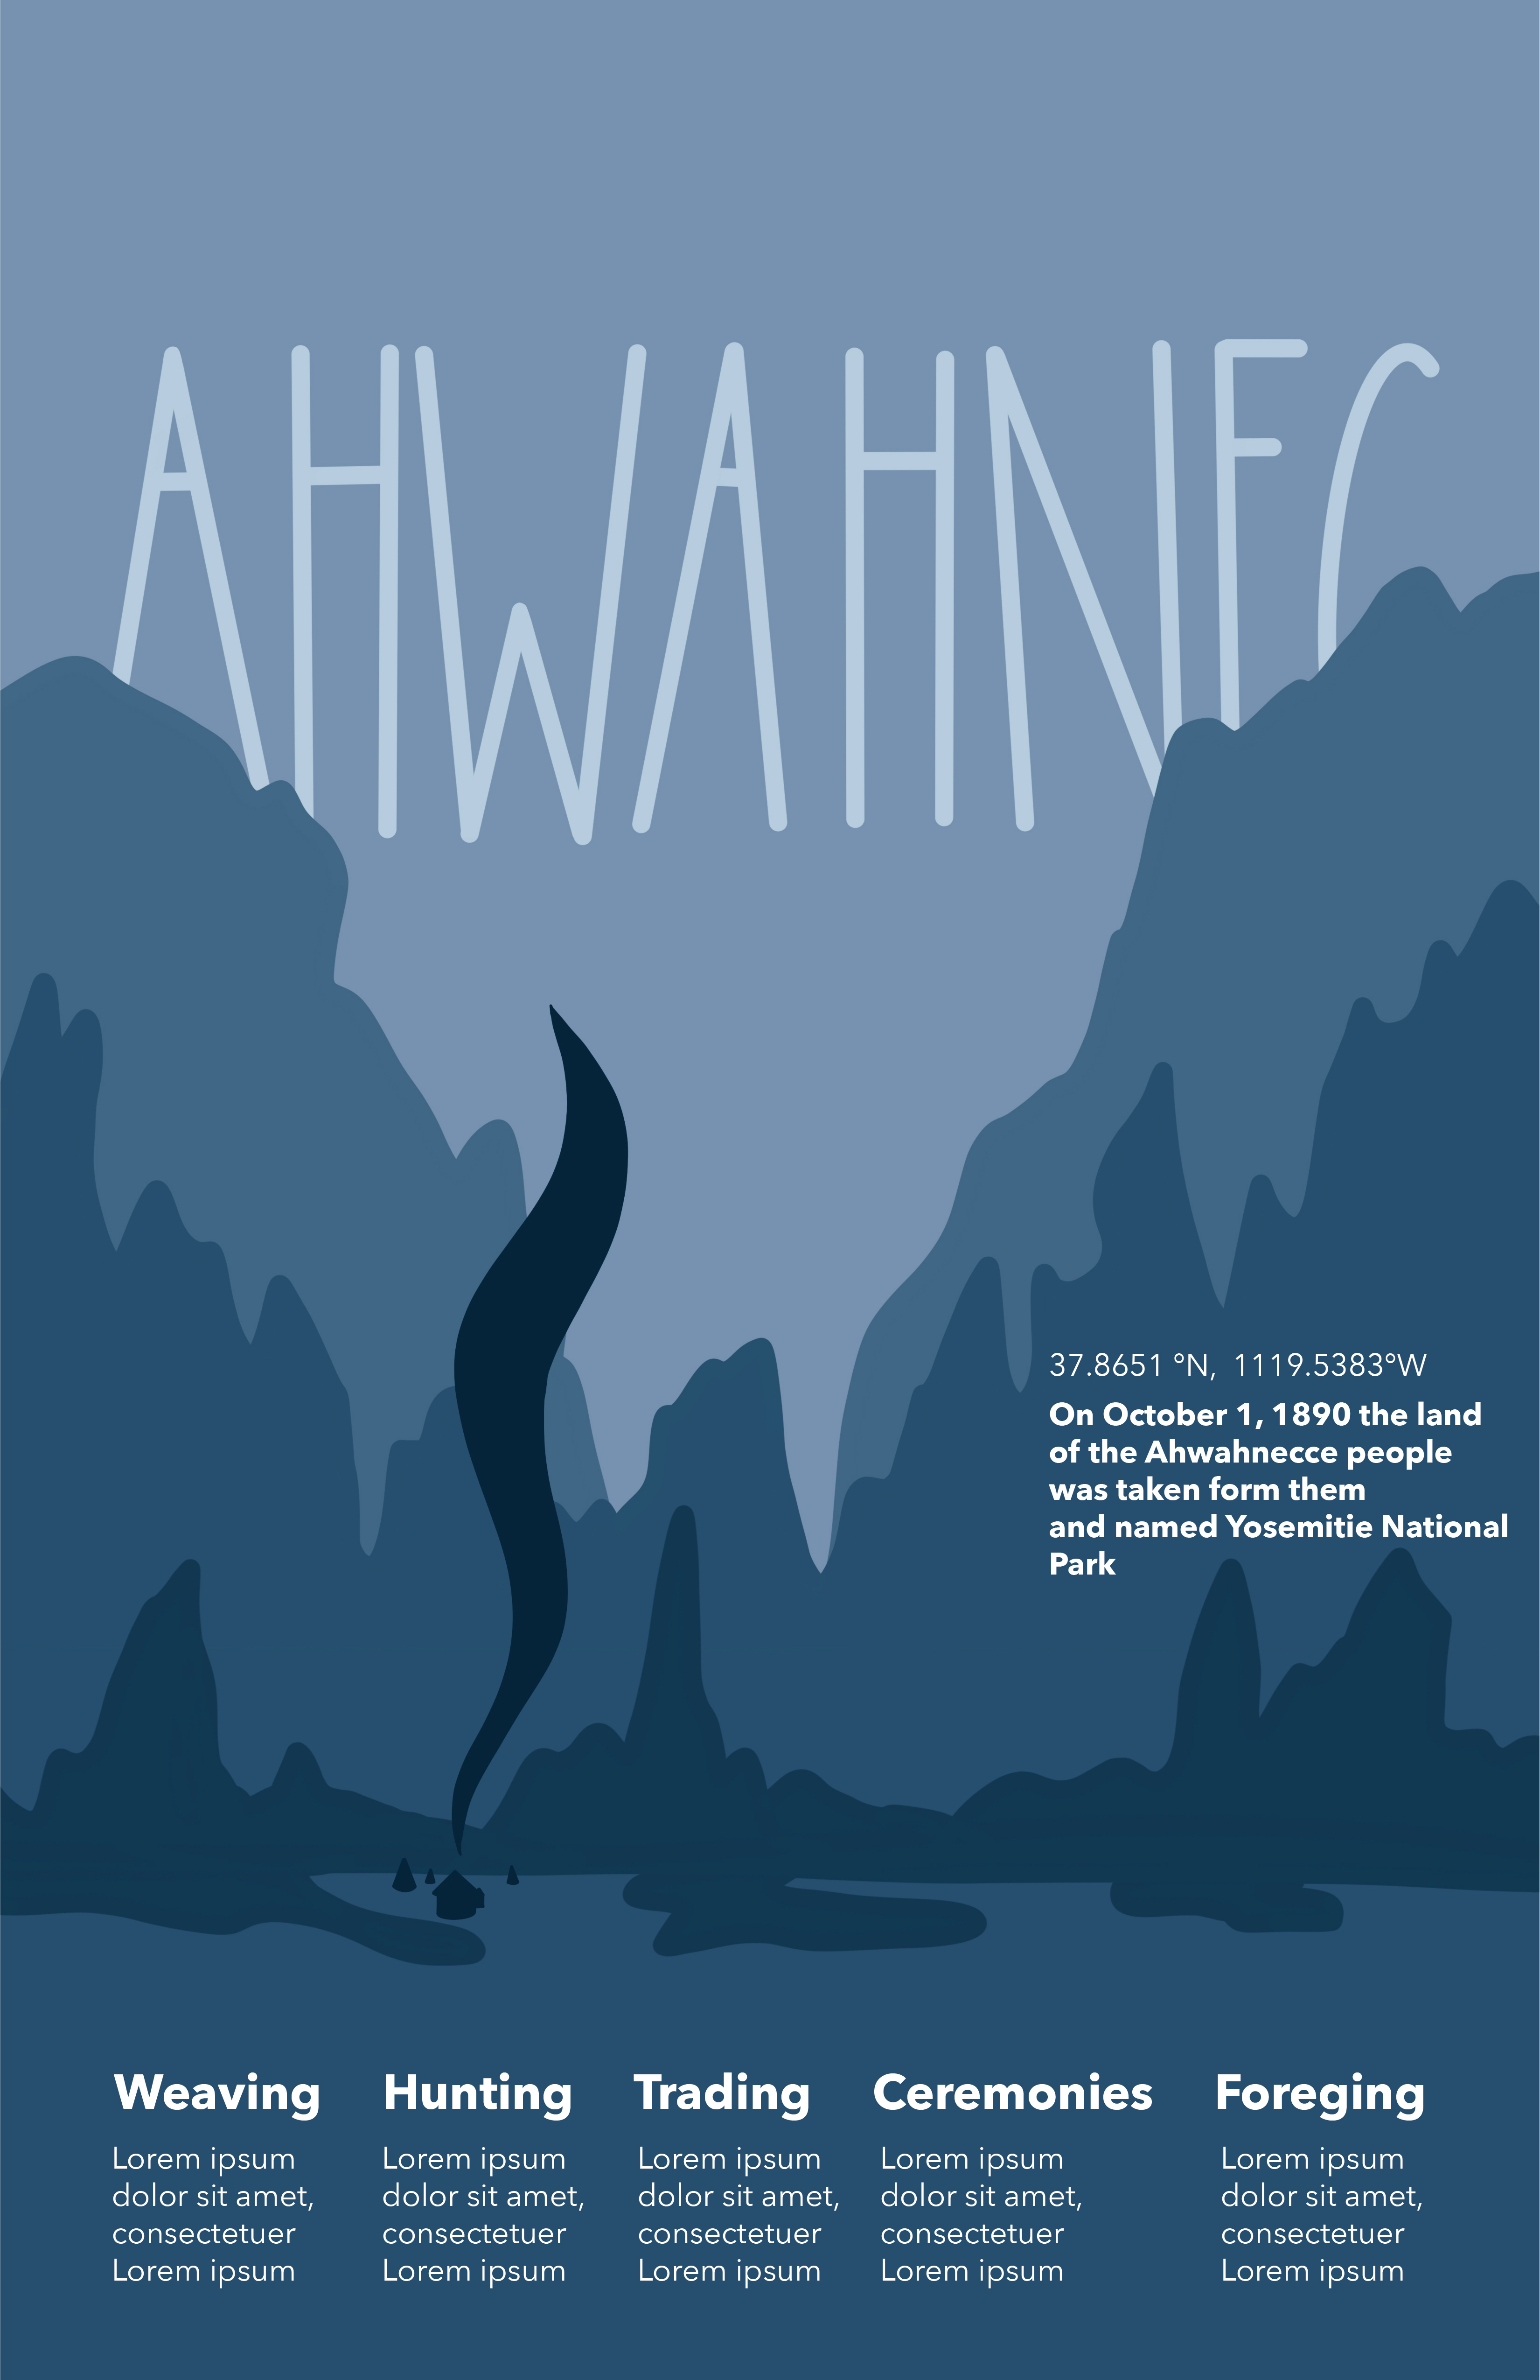 AHWAHNEC
37.8651 °N, 1119.5383°W
On October 1, 1890 the land
of the Ahwahnecce people
was taken form them
and named Yosemitie National
Park
Weaving Hunting Trading Ceremonies Foreging
Lorem ipsum Lorem ipsum Lorem ipsum Lorem ipsum Lorem ipsum
dolor sit amet, dolor sit amet, dolor sit amet, dolor sit amet, dolor sit amet,
consectetuer consectetuer consectetuer consectetuer consectetuer
Lorem ipsum Lorem ipsum Lorem ipsum Lorem ipsum Lorem ipsum